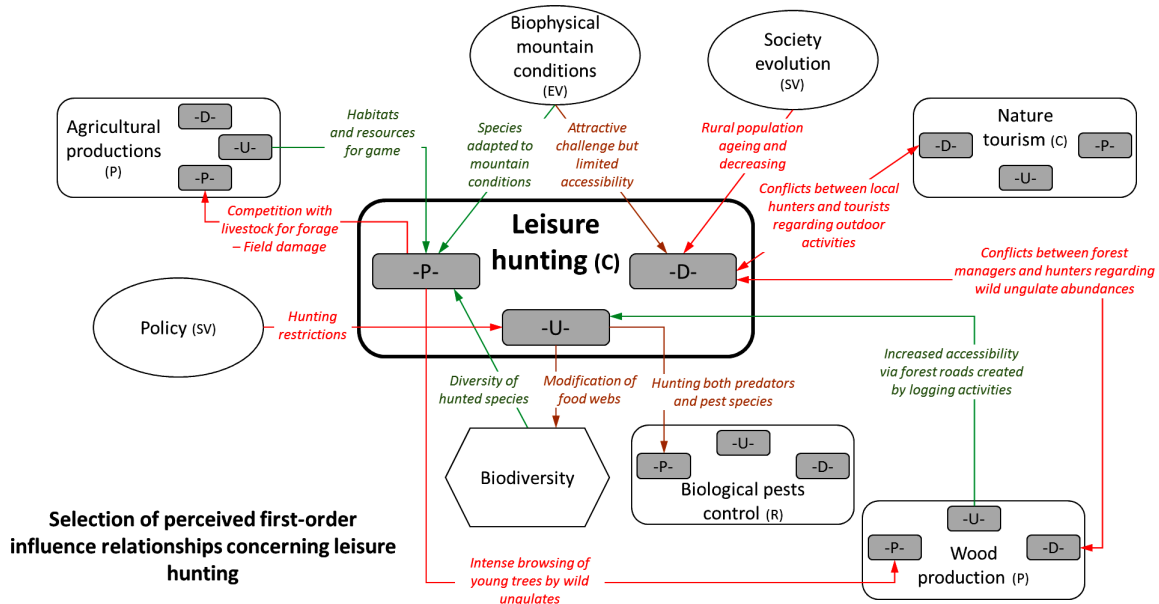 Biophysical
mountain
conditions
(EV)
Society
evolution
(SV)
Agricultural
productions
(P)
-D-
-U-
-P-
Habitats
and resources
for game
Species
adapted to
mountain
conditions
Attractive
challenge but
limited
accessibility
Rural population
ageing and
decreasing
Nature
tourism (C)
-D-
-P-
-U-
Conflicts between local
hunters and tourists
regarding outdoor
activities
Competition with
livestock for forage
– Field damage
Leisure
hunting (C)
-P-
-D-
-U-
Conflicts between forest
managers and hunters regarding
wild ungulate abundances
Policy (SV)
Hunting
restrictions
Diversity of
hunted species
Modification of
food webs
Hunting both predators
and pest species
Increased accessibility
via forest roads created
by logging activities
Biodiversity
-U-
-P-
-D-
Biological pests
control (R)
Selection of perceived first-order
influence relationships concerning leisure
hunting
Intense browsing of
young trees by wild
ungulates
-U-
-P-
-D-
Wood
production (P)